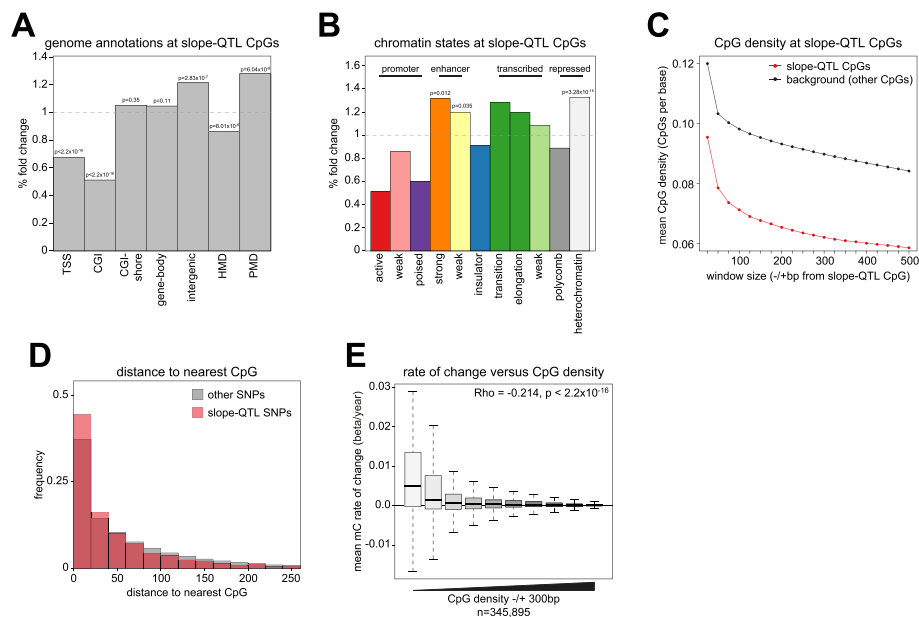 A
genome annotations at slope-QTL CpGs
% fold change
1.4
1.2
1
0.8
0.6
0.4
0.2
0
p<2.2x10⁻¹⁶
p<2.2x10⁻¹⁶
p=0.35
p=0.11
p=2.83x10⁻⁷
p=6.04x10⁻⁸
TSS
CGI
CGI-shore
gene-body
intergenic
HMD
PMD
B
chromatin states at slope-QTL CpGs
promoter
enhancer
transcribed
repressed
% fold change
1.4
1.2
1
0.8
0.6
0.4
0.2
0
p=0.012
p=0.035
active
weak
poised
strong
weak
insulator
transition
elongation
weak
polycomb
heterochromatin
C
CpG density at slope-QTL CpGs
slope-QTL CpGs
background (other CpGs)
mean CpG density (CpGs per base)
0.12
0.10
0.08
0.06
100
200
300
400
500
window size (-/+bp from slope-QTL CpG)
D
distance to nearest CpG
other SNPs
slope-QTL SNPs
frequency
0.5
0.25
0
0
50
100
150
200
250
distance to nearest CpG
E
rate of change versus CpG density
Rho = -0.214, p < 2.2x10⁻¹⁶
mean mC rate of change (beta/year)
0.03
0.02
0.01
0.0
-0.01
CpG density -/+ 300bp
n=345,895